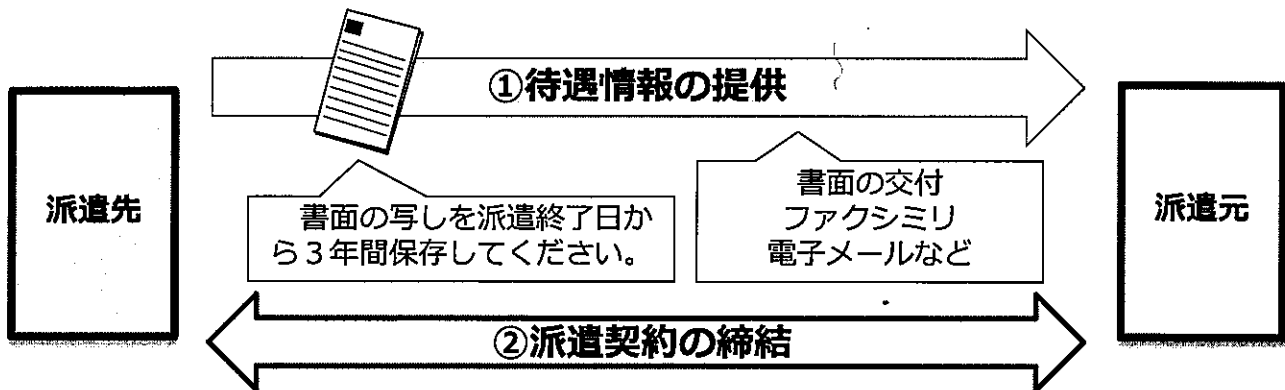 ①待遇情報の提供
派遣先
書面の写しを派遣終了日か
ら３年間保存してください。
書面の交付
ファクシミリ
電子メールなど
派遣元
②派遣契約の締結